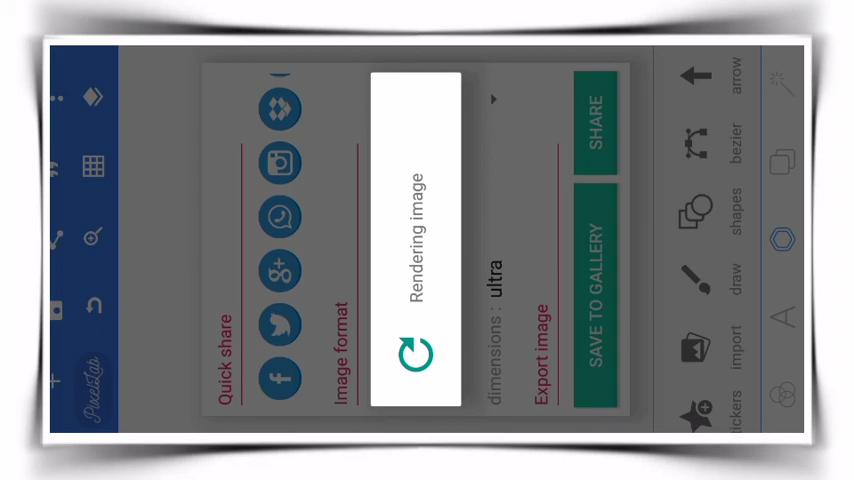 PixelLab
Quick share
Image format
Rendering image
dimensions : ultra
Export image
SAVE TO GALLERY
SHARE
tickers
import
draw
shapes
bezier
arrow